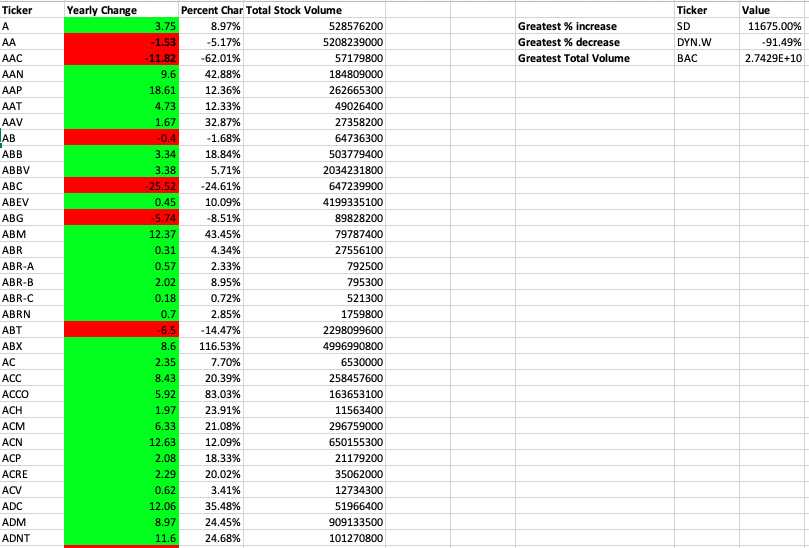 Ticker Yearly Change Percent Char Total Stock Volume Ticker Value
A 3.75 8.97% 528576200 Greatest % increase SD 11675.00%
AA -1.53 -5.17% 5208239000 Greatest % decrease DYN.W -91.49%
AAC -11.82 -62.01% 57179800 Greatest Total Volume BAC 2.7429E+10
AAN 9.6 42.88% 184809000
AAP 18.61 12.36% 262665300
AAT 4.73 12.33% 49026400
AAV 1.67 32.87% 27358200
AB -0.4 -1.68% 64736300
ABB 3.34 18.84% 503779400
ABBV 3.38 5.71% 2034231800
ABC -25.52 -24.61% 647239900
ABEV 0.45 10.09% 4199335100
ABG -5.74 -8.51% 89828200
ABM 12.37 43.45% 79787400
ABR 0.31 4.34% 27556100
ABR-A 0.57 2.33% 792500
ABR-B 2.02 8.95% 795300
ABR-C 0.18 0.72% 521300
ABRN 0.7 2.85% 1759800
ABT -6.5 -14.47% 2298099600
ABX 8.6 116.53% 4996990800
AC 2.35 7.70% 6530000
ACC 8.43 20.39% 258457600
ACCO 5.92 83.03% 163653100
ACH 1.97 23.91% 11563400
ACM 6.33 21.08% 296759000
ACN 12.63 12.09% 650155300
ACP 2.08 18.33% 21179200
ACRE 2.29 20.02% 35062000
ACV 0.62 3.41% 12734300
ADC 12.06 35.48% 51966400
ADM 8.97 24.45% 909133500
ADNT 11.6 24.68% 101270800